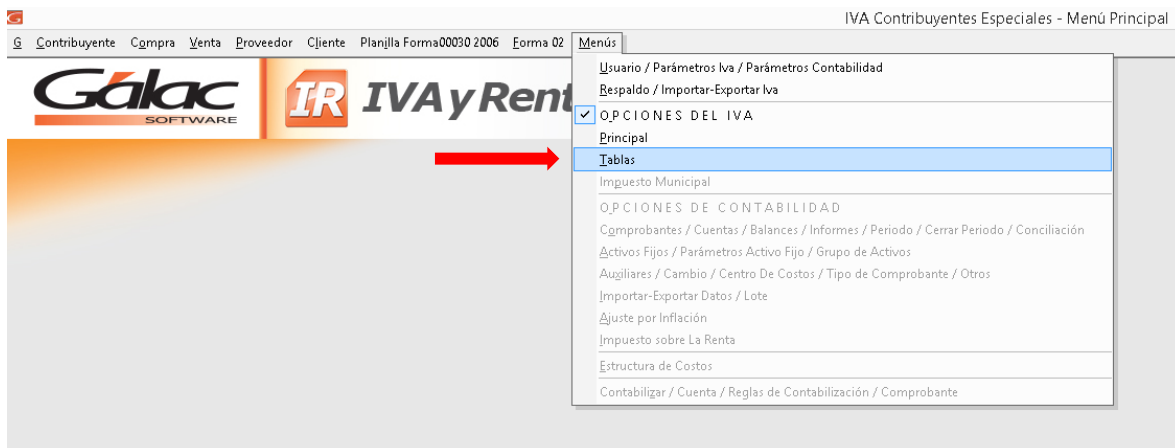 IVA Contribuyentes Especiales - Menú Principal
G Contribuyente Compra Venta Proveedor Cliente Planilla Forma00030 2006 Forma 02 Menús
Gálac
SOFTWARE
IR IVA y Rent
Usuario / Parámetros Iva / Parámetros Contabilidad
Respaldo / Importar-Exportar Iva
OPCIONES DEL IVA
Principal
Tablas
Impuesto Municipal
OPCIONES DE CONTABILIDAD
Comprobantes / Cuentas / Balances / Informes / Periodo / Cerrar Periodo / Conciliación
Activos Fijos / Parámetros Activo Fijo / Grupo de Activos
Auxiliares / Cambio / Centro De Costos / Tipo de Comprobante / Otros
Importar-Exportar Datos / Lote
Ajuste por Inflación
Impuesto sobre La Renta
Estructura de Costos
Contabilizar / Cuenta / Reglas de Contabilización / Comprobante